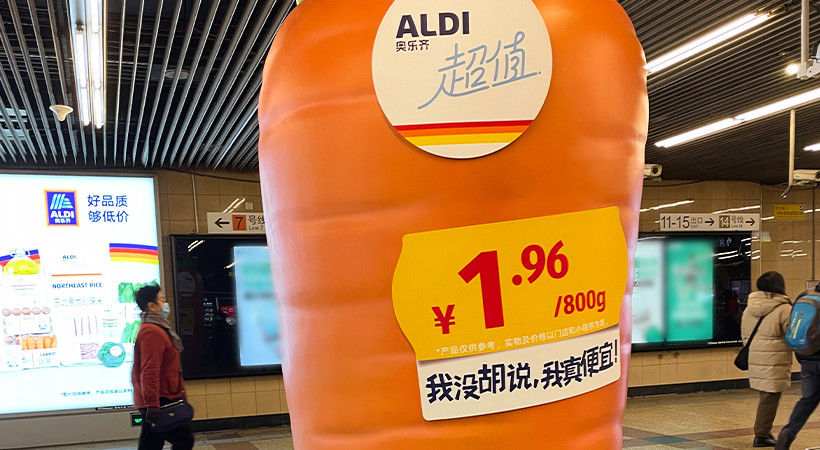 ALDI
奥乐齐
超值
¥1.96
/800g
*产品仅供参考，实物及价格以门店和小程序为准。
我没胡说，我真便宜！
ALDI
奥乐齐
好品质
够低价
ALDI
NORTHEAST RICE
← 7 号线
Line 7
11-15 出口 →
14 号线 →